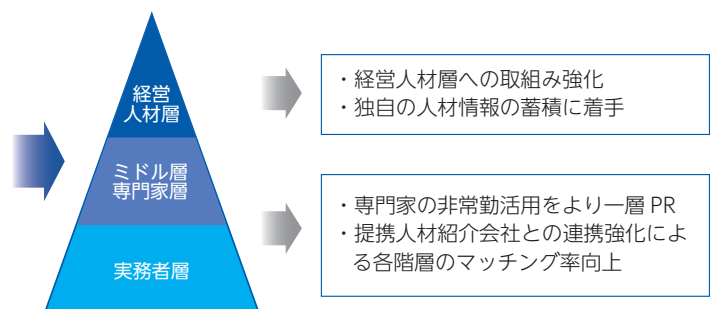 経営
人材層
ミドル層
専門家層
実務者層
・経営人材層への取組み強化
・独自の人材情報の蓄積に着手
・専門家の非常勤活用をより一層 PR
・提携人材紹介会社との連携強化によ
る各階層のマッチング率向上